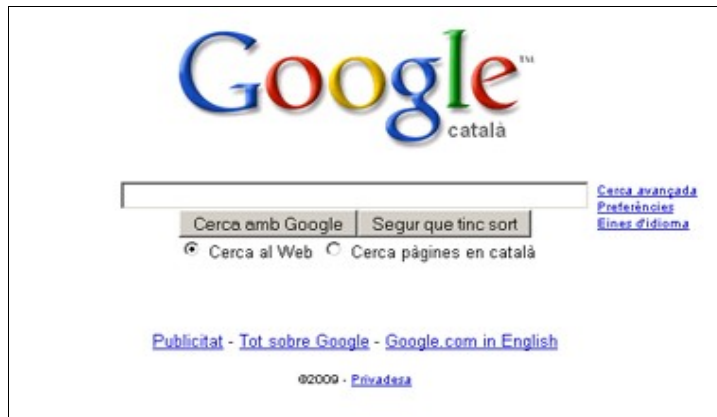 Google™
català
Cerca avançada
Preferències
Eines d'idioma
Cerca amb Google Segur que tinc sort
Cerca al Web Cerca pàgines en català
Publicitat - Tot sobre Google - Google.com in English
©2009 - Privadesa